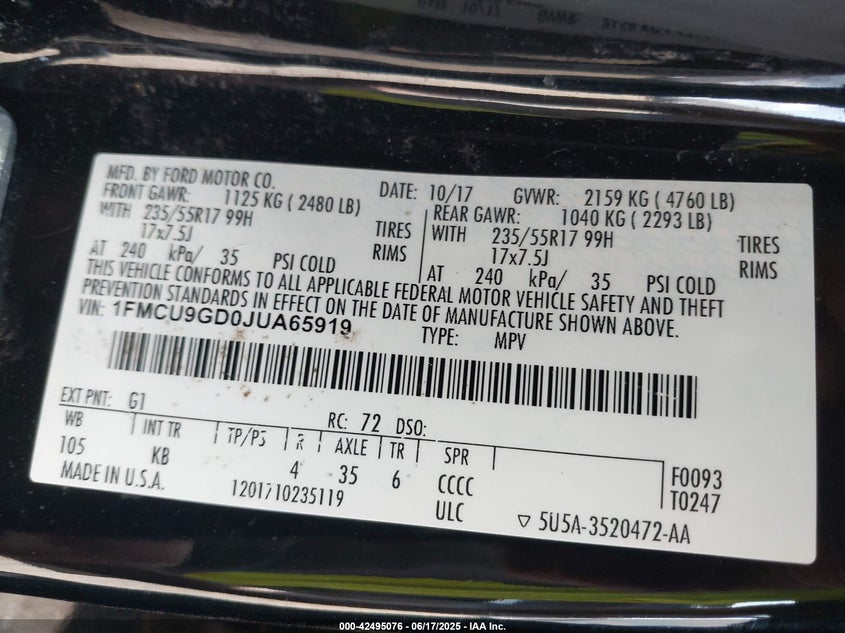 MFD. BY FORD MOTOR CO. DATE: 10/17 GVWR: 2159 KG ( 4760 LB)
FRONT GAWR: 1125 KG ( 2480 LB) REAR GAWR: 1040 KG ( 2293 LB)
WITH 235/55R17 99H TIRES WITH 235/55R17 99H TIRES
17x7.5J RIMS 17x7.5J RIMS
AT 240 kPa/ 35 PSI COLD AT 240 kPa/ 35 PSI COLD
THIS VEHICLE CONFORMS TO ALL APPLICABLE FEDERAL MOTOR VEHICLE SAFETY AND THEFT
PREVENTION STANDARDS IN EFFECT ON THE DATE OF MANUFACTURE SHOWN ABOVE.
VIN: 1FMCU9GD0JUA65919 TYPE: MPV
EXT PNT: G1 RC: 72 DSO:
WB INT TR TP/PS R AXLE TR SPR
105 KB 4 35 6 CCCC F0093
MADE IN U.S.A. 1201710235119 ULC T0247
5U5A-3520472-AA
000-42495076 - 06/17/2025 - IAA Inc.